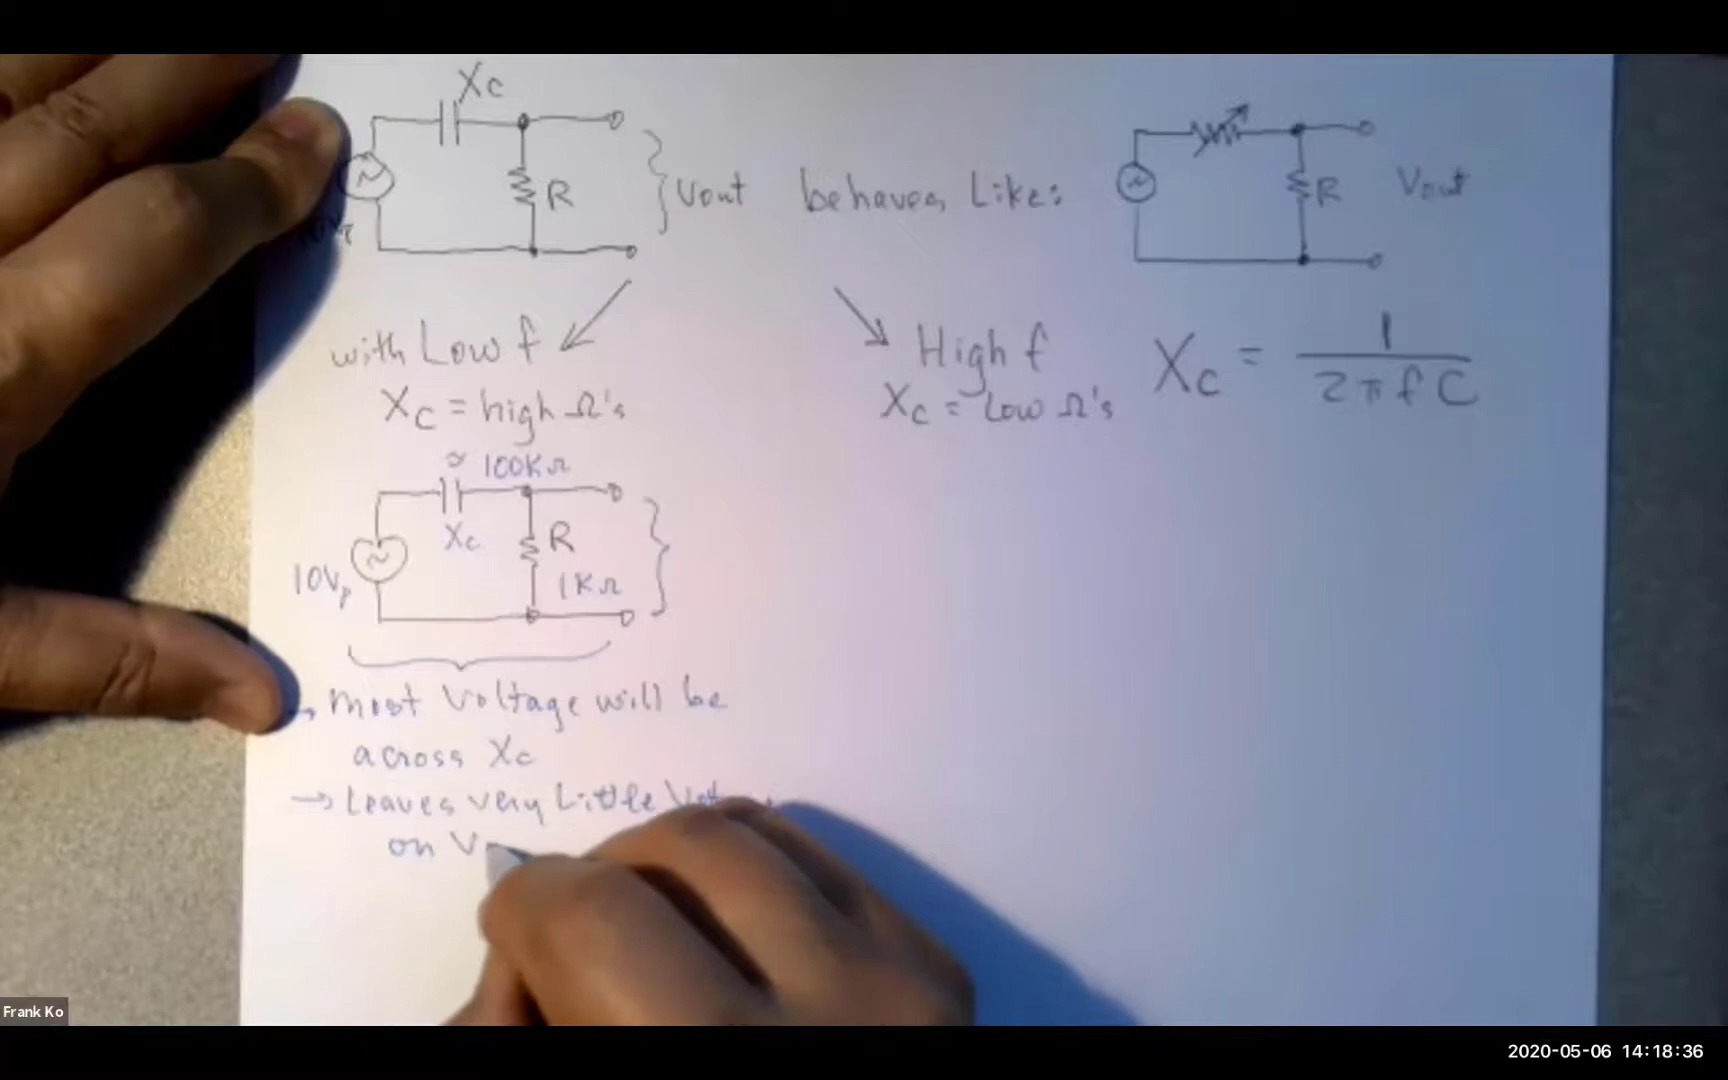 Xc
R
Vout
behaves Like:
R
Vout
with Low f
Xc = high Ω's
High f
Xc = Low Ω's
Xc = 1 / 2πfC
≈ 100KΩ
Xc
R
1KΩ
10Vp
→ most voltage will be
across Xc
→ Leaves very Little
on V
Frank Ko
2020-05-06 14:18:36